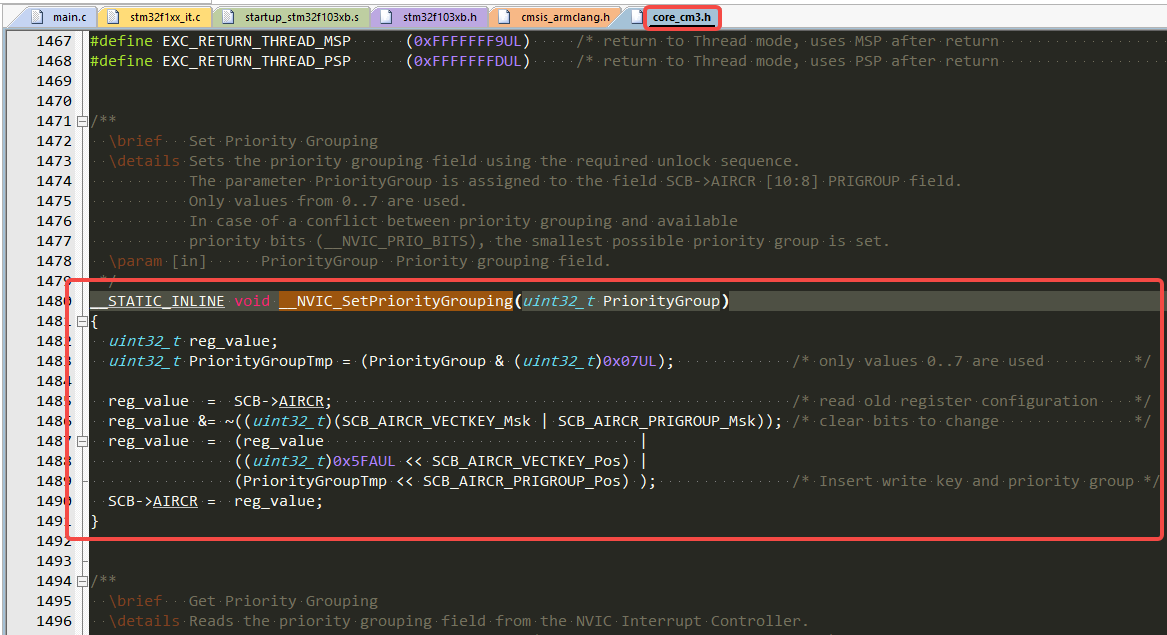 main.c stm32f1xx_it.c startup_stm32f103xb.s stm32f103xb.h cmsis_armclang.h core_cm3.h
1467 #define EXC_RETURN_THREAD_MSP (0xFFFFFFF9UL) /* return to Thread mode, uses MSP after return
1468 #define EXC_RETURN_THREAD_PSP (0xFFFFFFFDUL) /* return to Thread mode, uses PSP after return
1469
1470
1471 /**
1472 \brief Set Priority Grouping
1473 \details Sets the priority grouping field using the required unlock sequence.
1474 The parameter PriorityGroup is assigned to the field SCB->AIRCR [10:8] PRIGROUP field.
1475 Only values from 0..7 are used.
1476 In case of a conflict between priority grouping and available
1477 priority bits (__NVIC_PRIO_BITS), the smallest possible priority group is set.
1478 \param [in] PriorityGroup Priority grouping field.
1479 */
1480 __STATIC_INLINE void __NVIC_SetPriorityGrouping(uint32_t PriorityGroup)
1481 {
1482 uint32_t reg_value;
1483 uint32_t PriorityGroupTmp = (PriorityGroup & (uint32_t)0x07UL); /* only values 0..7 are used */
1484
1485 reg_value = SCB->AIRCR; /* read old register configuration */
1486 reg_value &= ~((uint32_t)(SCB_AIRCR_VECTKEY_Msk | SCB_AIRCR_PRIGROUP_Msk)); /* clear bits to change */
1487 reg_value = (reg_value |
1488 ((uint32_t)0x5FAUL << SCB_AIRCR_VECTKEY_Pos) |
1489 (PriorityGroupTmp << SCB_AIRCR_PRIGROUP_Pos) ); /* Insert write key and priority group */
1490 SCB->AIRCR = reg_value;
1491 }
1492
1493
1494 /**
1495 \brief Get Priority Grouping
1496 \details Reads the priority grouping field from the NVIC Interrupt Controller.